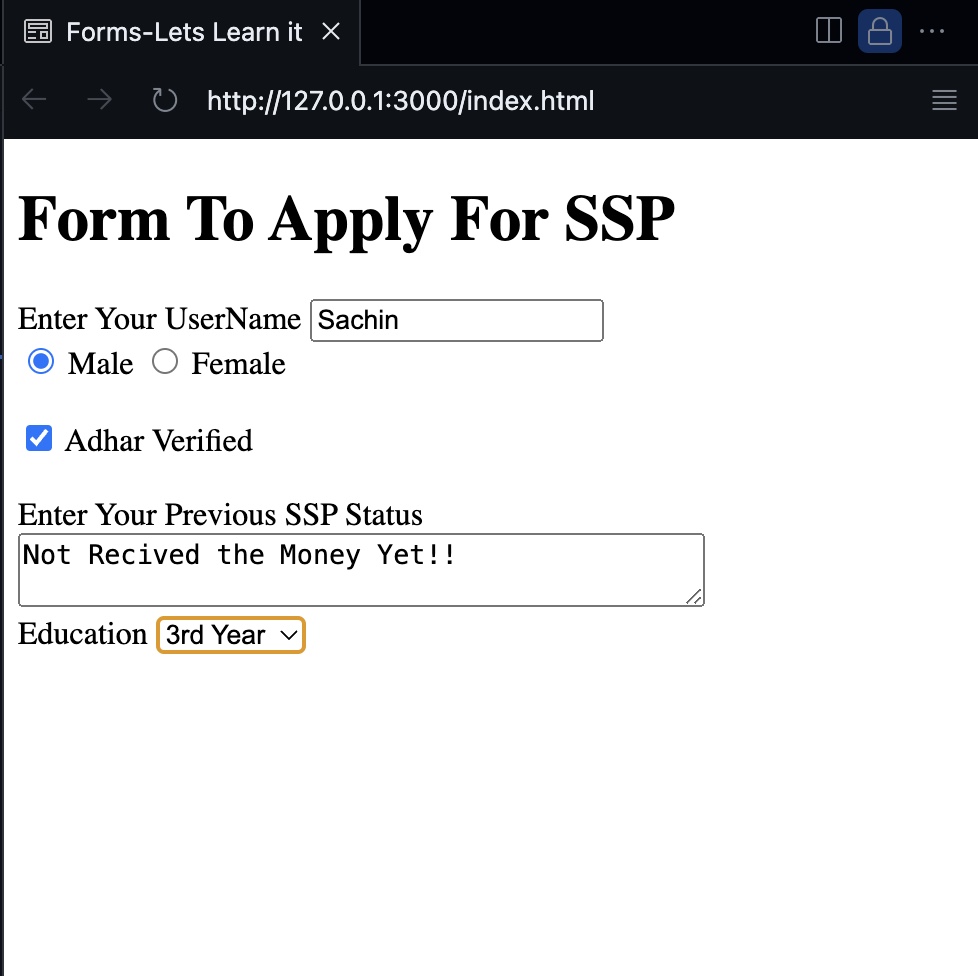 Forms-Lets Learn it
http://127.0.0.1:3000/index.html
Form To Apply For SSP
Enter Your UserName Sachin
Male Female
Adhar Verified
Enter Your Previous SSP Status
Not Recived the Money Yet!!
Education 3rd Year